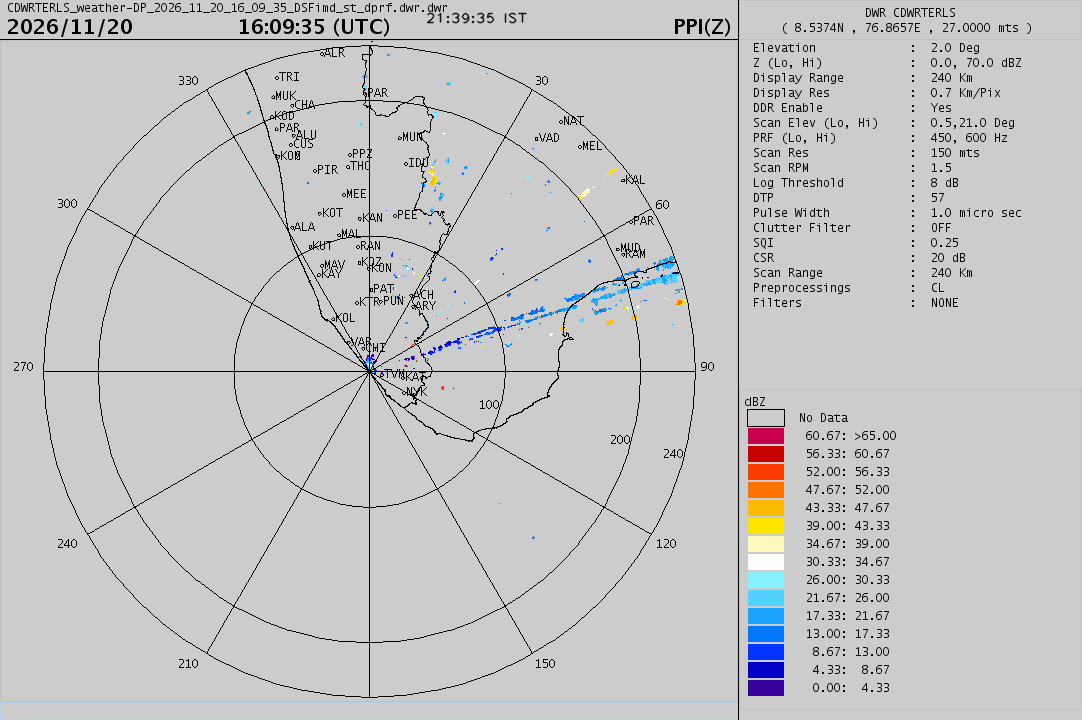 CDWRTERLS_weather-DP_2026_11_20_16_09_35_DSFimd_st_dprf.dwr.dwr
2026/11/20 16:09:35 (UTC) 21:39:35 IST PPI(Z)
DWR CDWRTERLS
( 8.5374N , 76.8657E , 27.0000 mts )
Elevation : 2.0 Deg
Z (Lo, Hi) : 0.0, 70.0 dBZ
Display Range : 240 Km
Display Res : 0.7 Km/Pix
DDR Enable : Yes
Scan Elev (Lo, Hi) : 0.5,21.0 Deg
PRF (Lo, Hi) : 450, 600 Hz
Scan Res : 150 mts
Scan RPM : 1.5
Log Threshold : 8 dB
DTP : 57
Pulse Width : 1.0 micro sec
Clutter Filter : OFF
SQI : 0.25
CSR : 20 dB
Scan Range : 240 Km
Preprocessings : CL
Filters : NONE
dBZ
No Data
60.67: >65.00
56.33: 60.67
52.00: 56.33
47.67: 52.00
43.33: 47.67
39.00: 43.33
34.67: 39.00
30.33: 34.67
26.00: 30.33
21.67: 26.00
17.33: 21.67
13.00: 17.33
8.67: 13.00
4.33: 8.67
0.00: 4.33
ALR
330 TRI 30
MUK PAR
CHA
KOD NAT
PAR
ALU MUN VAD
CUS MEL
PPZ
THO IDU
PIR KAL
MEE
300 KOT KAN PEE 60
ALA PAR
MAL
KUT RAN MUD
RAM
MAV KOZ
KAY KON
PAT ACH
KTR PUN ARY
KOL
VAR
CHI
270 TVM KAT 90
NYK
100
200
240
240 120
210 150